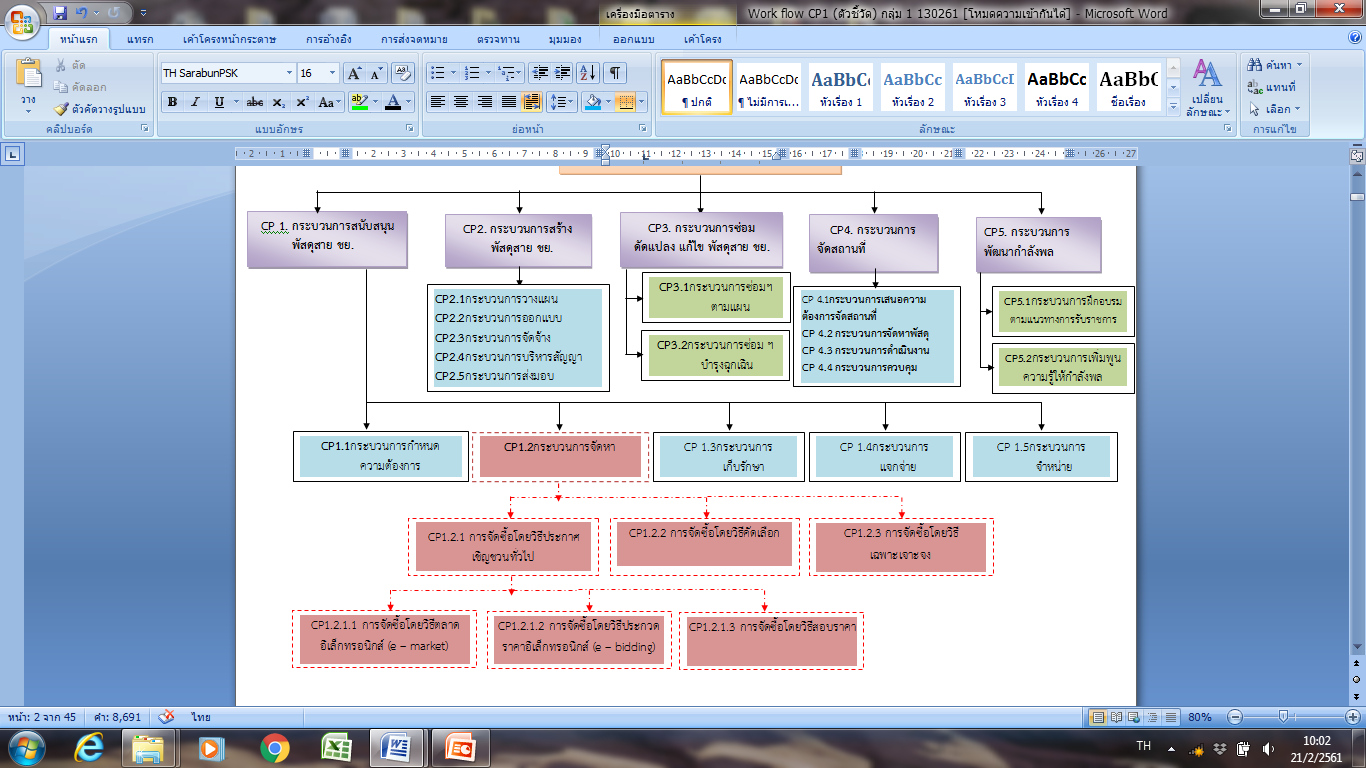 เครื่องมือตาราง
Work flow CP1 (ตัวชี้วัด) กลุ่ม 1 130261 [โหมดความเข้ากันได้] - Microsoft Word
หน้าแรก แทรก เค้าโครงหน้ากระดาษ การอ้างอิง การส่งจดหมาย ตรวจทาน มุมมอง ออกแบบ เค้าโครง
วาง
ตัด
คัดลอก
ตัวคัดวางรูปแบบ
คลิปบอร์ด
TH SarabunPSK 16
B I U abc X₂ X² Aa
แบบอักษร
ย่อหน้า
AaBbCcDc AaBbCcDc AaBbC AaBbCc AaBbCcI AaBbCc AaBbC
¶ ปกติ ¶ ไม่มีการเ... หัวเรื่อง 1 หัวเรื่อง 2 หัวเรื่อง 3 หัวเรื่อง 4 ชื่อเรื่อง
ลักษณะ
เปลี่ยนลักษณะ
ค้นหา
แทนที่
เลือก
การแก้ไข
2 1 1 2 3 4 5 6 7 8 9 10 11 12 13 14 15 16 17 18 19 20 21 22 23 24 25 26 27
CP 1. กระบวนการสนับสนุน
พัสดุสาย ชย.
CP2. กระบวนการสร้าง
พัสดุสาย ชย.
CP3. กระบวนการซ่อม
ดัดแปลง แก้ไข พัสดุสาย ชย.
CP4. กระบวนการ
จัดสถานที่
CP5. กระบวนการ
พัฒนากำลังพล
CP2.1กระบวนการวางแผน
CP2.2กระบวนการออกแบบ
CP2.3กระบวนการจัดจ้าง
CP2.4กระบวนการบริหารสัญญา
CP2.5กระบวนการส่งมอบ
CP3.1กระบวนการซ่อมฯ
ตามแผน
CP3.2กระบวนการซ่อม ฯ
บำรุงฉุกเฉิน
CP 4.1กระบวนการเสนอความ
ต้องการจัดสถานที่
CP 4.2 กระบวนการจัดหาพัสดุ
CP 4.3 กระบวนการดำเนินงาน
CP 4.4 กระบวนการควบคุม
CP5.1กระบวนการฝึกอบรม
ตามแนวทางการรับราชการ
CP5.2กระบวนการเพิ่มพูน
ความรู้ให้กำลังพล
CP1.1กระบวนการกำหนด
ความต้องการ
CP1.2กระบวนการจัดหา
CP 1.3กระบวนการ
เก็บรักษา
CP 1.4กระบวนการ
แจกจ่าย
CP 1.5กระบวนการ
จำหน่าย
CP1.2.1 การจัดซื้อโดยวิธีประกาศ
เชิญชวนทั่วไป
CP1.2.2 การจัดซื้อโดยวิธีคัดเลือก
CP1.2.3 การจัดซื้อโดยวิธี
เฉพาะเจาะจง
CP1.2.1.1 การจัดซื้อโดยวิธีตลาด
อิเล็กทรอนิกส์ (e – market)
CP1.2.1.2 การจัดซื้อโดยวิธีประกวด
ราคาอิเล็กทรอนิกส์ (e – bidding)
CP1.2.1.3 การจัดซื้อโดยวิธีสอบราคา
หน้า: 2 จาก 45 คำ: 8,691 ไทย 80%
TH 10:02
21/2/2561